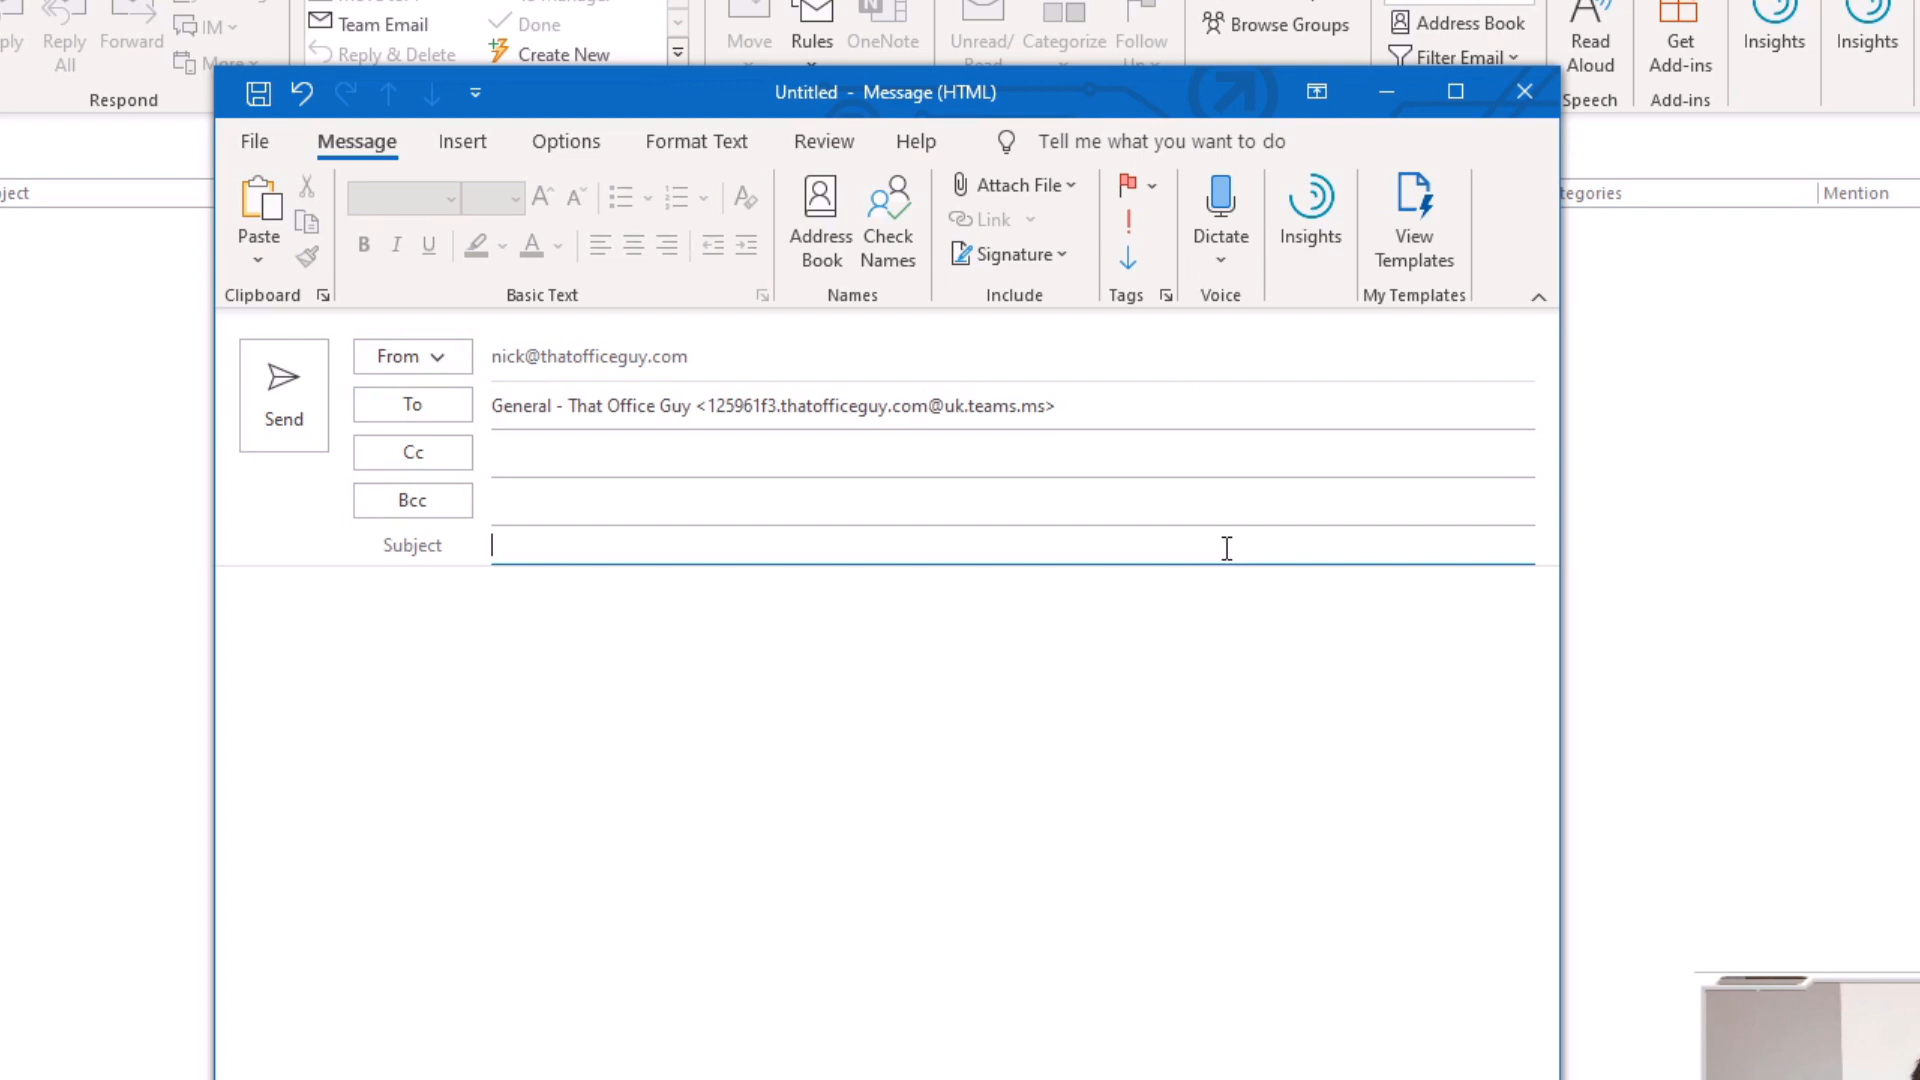 Team Email
Done
Reply & Delete
Create New
Reply
All
Forward
IM
More
Respond
Move
Rules
OneNote
Unread/
Read
Categorize
Follow
Up
Browse Groups
Address Book
Filter Email
Read
Aloud
Speech
Get
Add-ins
Add-ins
Insights
Insights
Untitled - Message (HTML)
File
Message
Insert
Options
Format Text
Review
Help
Tell me what you want to do
Paste
Clipboard
B I U
A
Basic Text
Address
Book
Check
Names
Names
Attach File
Link
Signature
Include
Tags
Dictate
Voice
Insights
View
Templates
My Templates
ject
tegories
Mention
Send
From
nick@thatofficeguy.com
To
General - That Office Guy <125961f3.thatofficeguy.com@uk.teams.ms>
Cc
Bcc
Subject